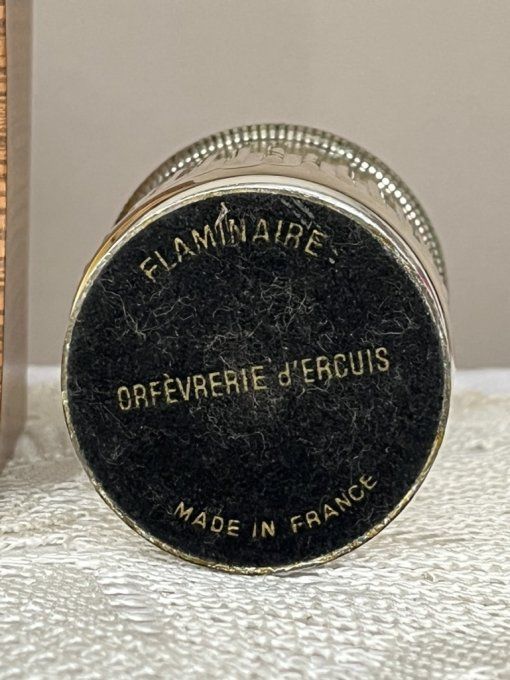 FLAMINAIRE
ORFÈVRERIE d'ERCUIS
MADE IN FRANCE